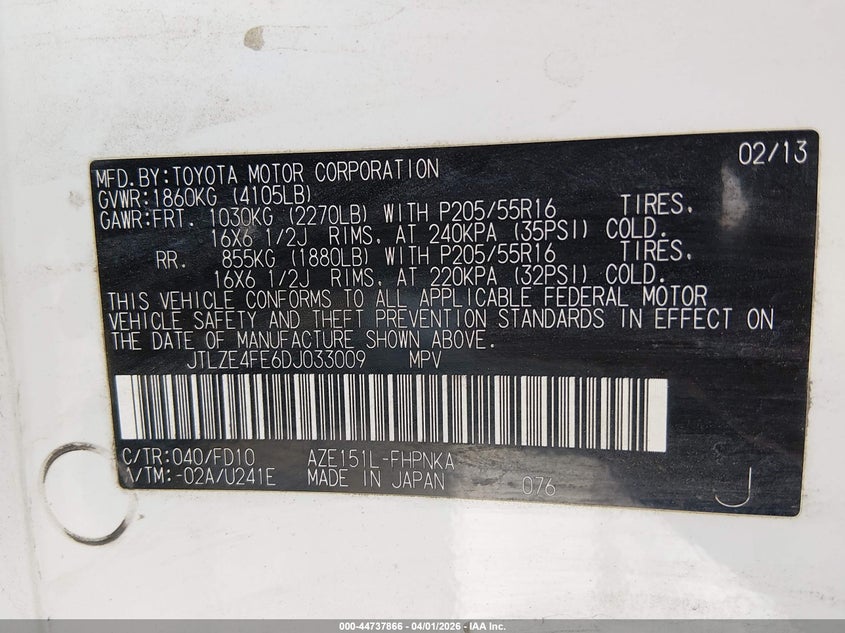 02/13
MFD.BY:TOYOTA MOTOR CORPORATION
GVWR:1860KG (4105LB)
GAWR:FRT. 1030KG (2270LB) WITH P205/55R16 TIRES,
16X6 1/2J RIMS, AT 240KPA (35PSI) COLD.
RR. 855KG (1880LB) WITH P205/55R16 TIRES,
16X6 1/2J RIMS, AT 220KPA (32PSI) COLD.
THIS VEHICLE CONFORMS TO ALL APPLICABLE FEDERAL MOTOR
VEHICLE SAFETY AND THEFT PREVENTION STANDARDS IN EFFECT ON
THE DATE OF MANUFACTURE SHOWN ABOVE.
JTLZE4FE6DJ033009 MPV
C/TR:040/FD10 AZE151L-FHPNKA
A/TM:-02A/U241E MADE IN JAPAN 076 J
000-44737866 - 04/01/2026 - IAA Inc.